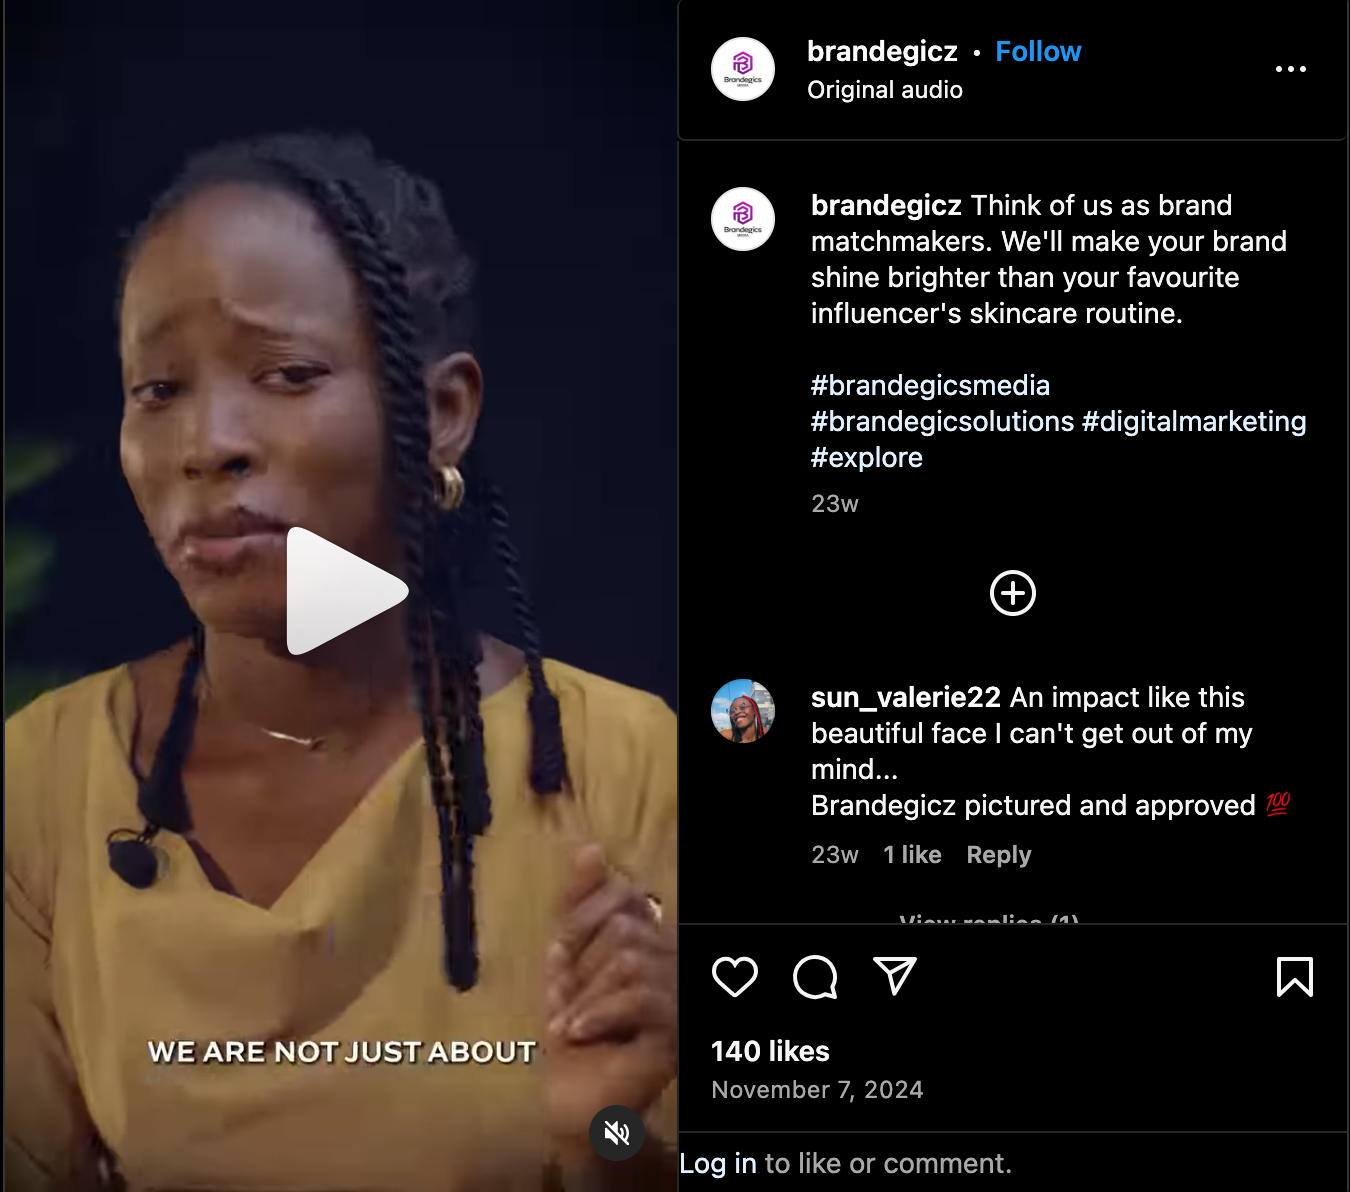 brandegicz • Follow
Original audio
Brandegics
MEDIA
brandegicz Think of us as brand
matchmakers. We'll make your brand
shine brighter than your favourite
influencer's skincare routine.
#brandegicsmedia
#brandegicsolutions #digitalmarketing
#explore
23w
Brandegics
MEDIA
sun_valerie22 An impact like this
beautiful face I can't get out of my
mind...
Brandegicz pictured and approved 💯
23w 1 like Reply
View replies (1)
140 likes
November 7, 2024
Log in to like or comment.
WE ARE NOT JUST ABOUT